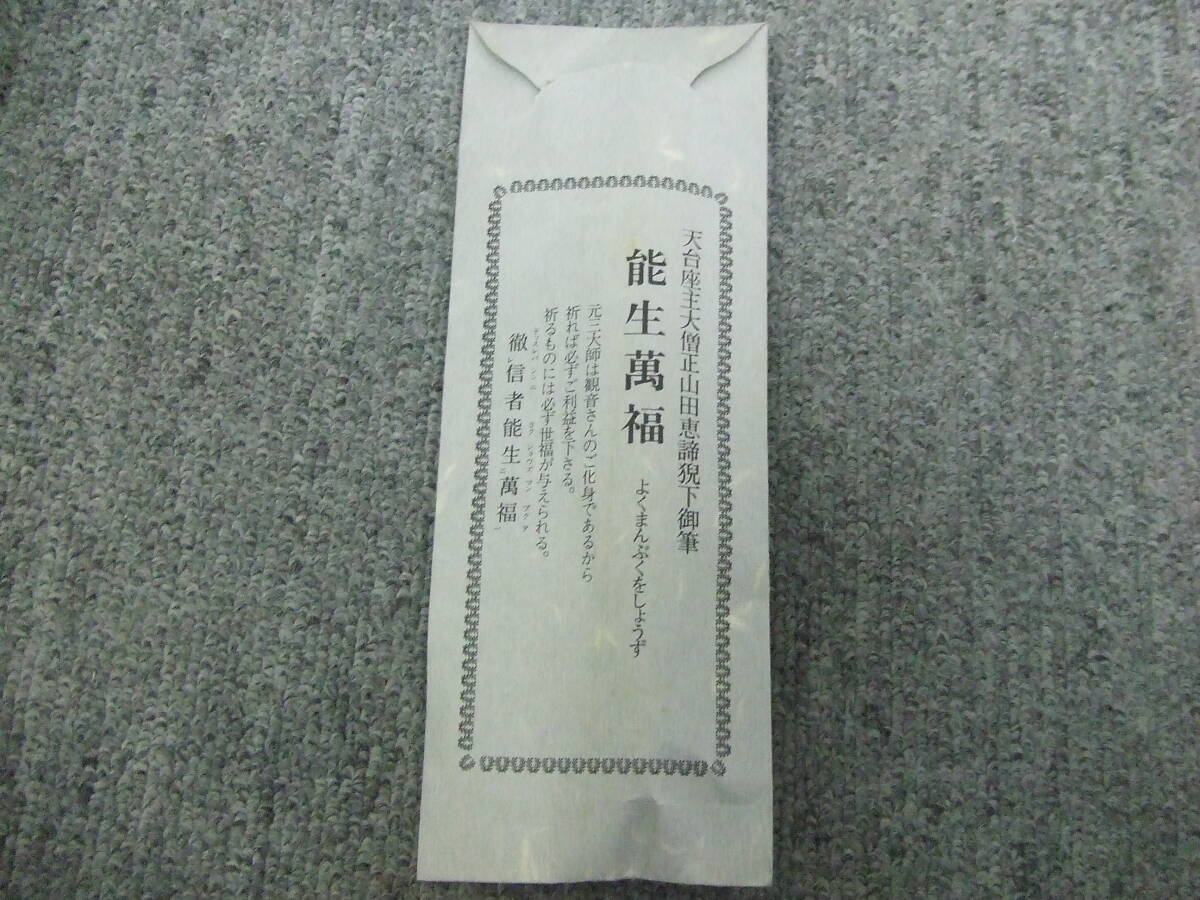 天台座主大僧正山田恵諦猊下御筆
能生萬福 よくまんぷくをしょうず
元三大師は観音さんのご化身であるから
祈れば必ずご利益を下さる。
祈るものには必ず世福が与えられる。
徹レ信者能生ニ萬福一